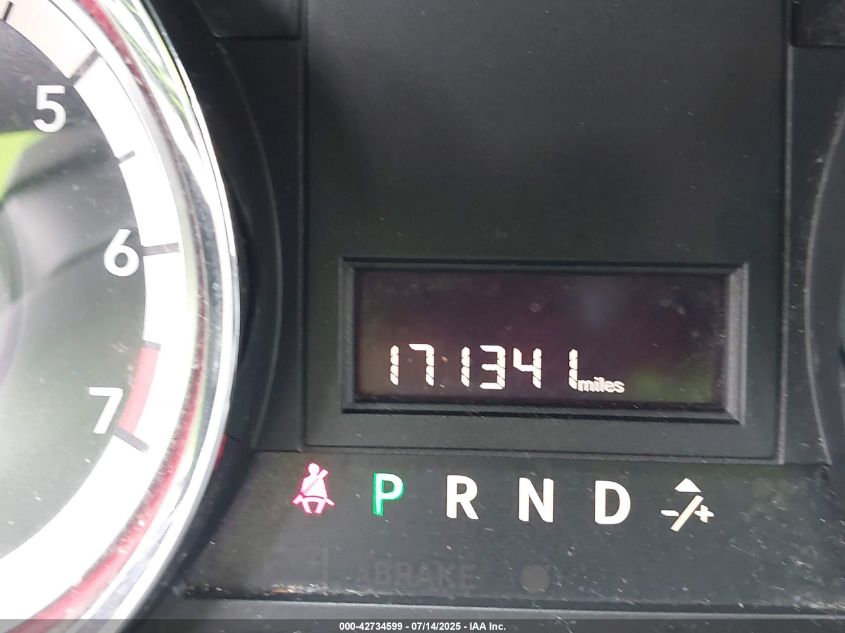 5
6
7
171341 miles
P R N D -/+
BRAKE
000-42734599 - 07/14/2025 - IAA Inc.